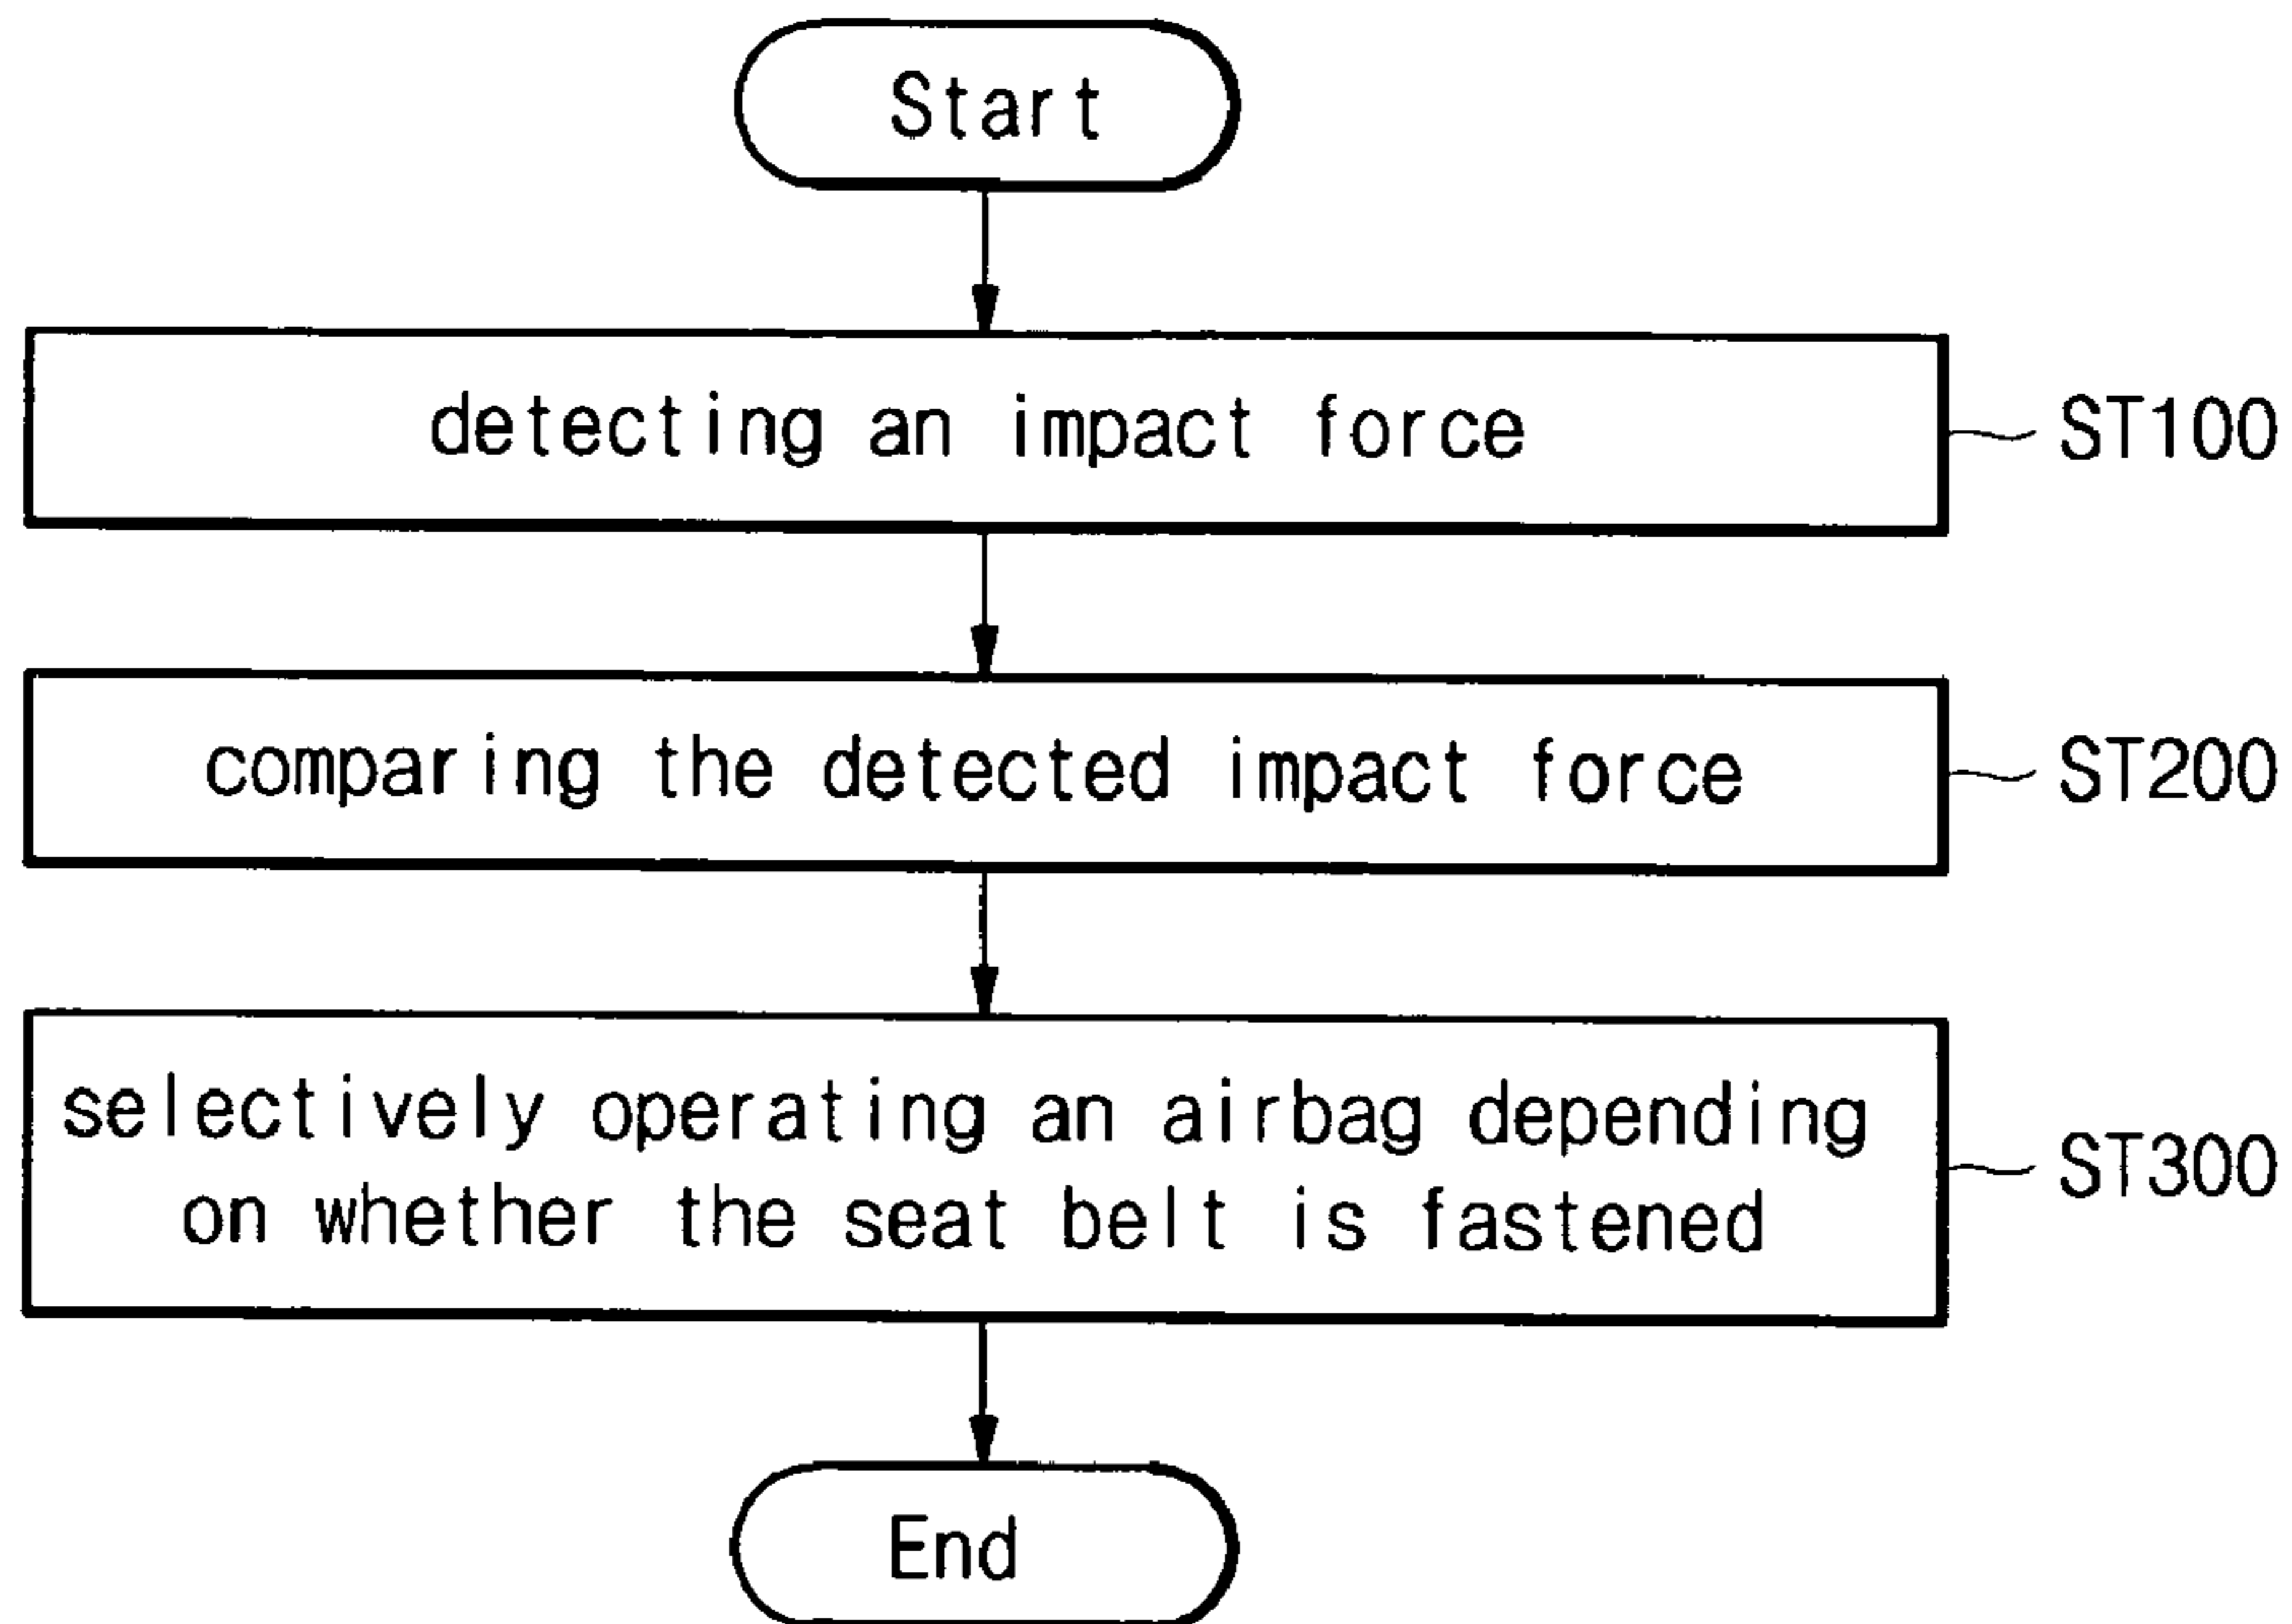 Start
detecting an impact force
ST100
comparing the detected impact force
ST200
selectively operating an airbag depending
on whether the seat belt is fastened
ST300
End